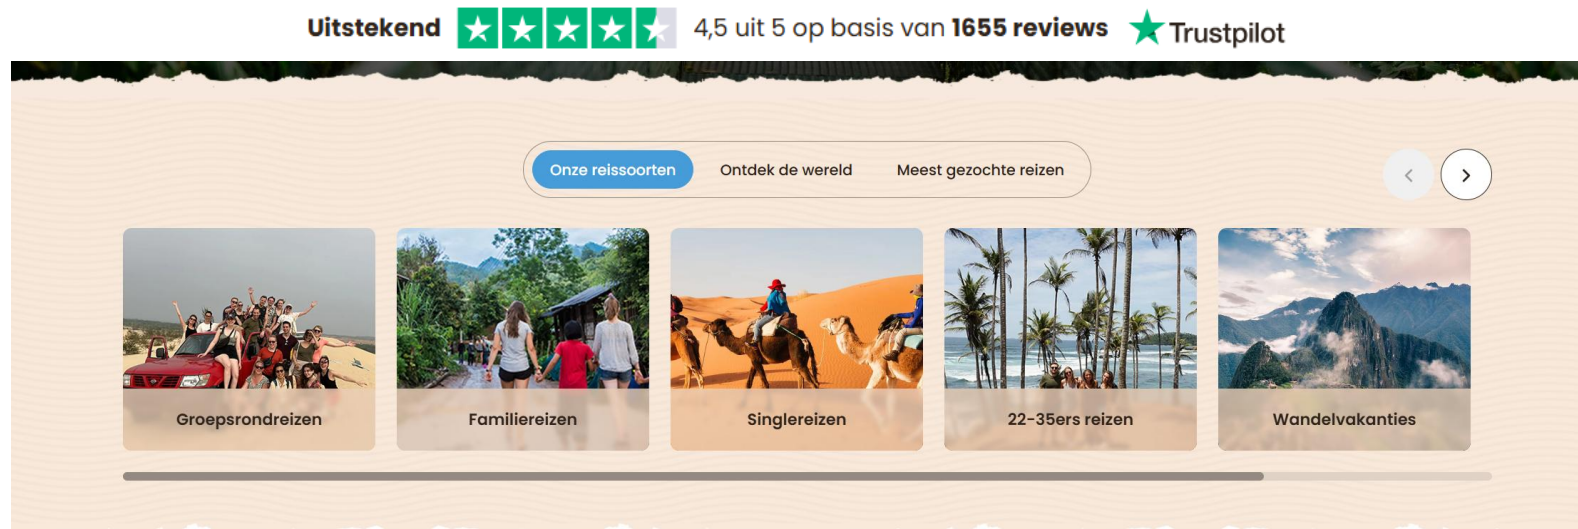 Uitstekend 4,5 uit 5 op basis van 1655 reviews Trustpilot
Onze reissoorten Ontdek de wereld Meest gezochte reizen
Groepsrondreizen Familiereizen Singlereizen 22-35ers reizen Wandelvakanties